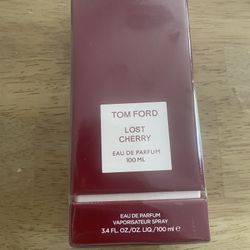 TOM FORD
LOST
CHERRY
EAU DE PARFUM
100 ML
EAU DE PARFUM
VAPORISATEUR SPRAY
3.4 FL. OZ./OZ. LIQ./100 ml ℮